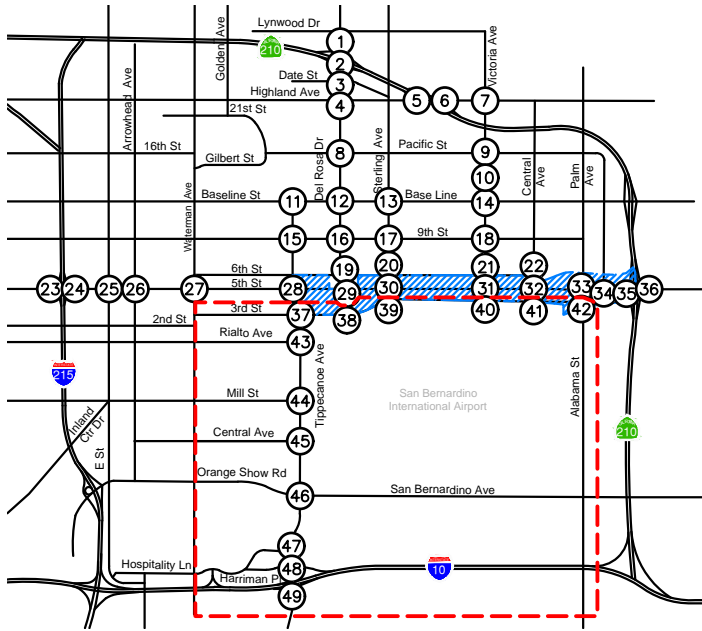 Lynwood Dr
Golden Ave
Victoria Ave
1
210
2
Date St
3
Highland Ave
4
5
6
7
Arrowhead Ave
21st St
Del Rosa Dr
Sterling Ave
16th St
Gilbert St
8
Pacific St
9
10
Central
Ave
Palm
Ave
Waterman Ave
Baseline St
11
12
13
Base Line
14
15
16
17
9th St
18
6th St
19
20
21
22
23
24
25
26
27
5th St
28
29
30
31
32
33
34
35
36
3rd St
37
38
39
40
41
42
2nd St
Rialto Ave
43
215
Tippecanoe Ave
Alabama St
Mill St
44
San Bernardino
International Airport
Inland
Ctr Dr
E St
Central Ave
45
210
Orange Show Rd
46
San Bernardino Ave
47
Hospitality Ln
48
10
Harriman P
49